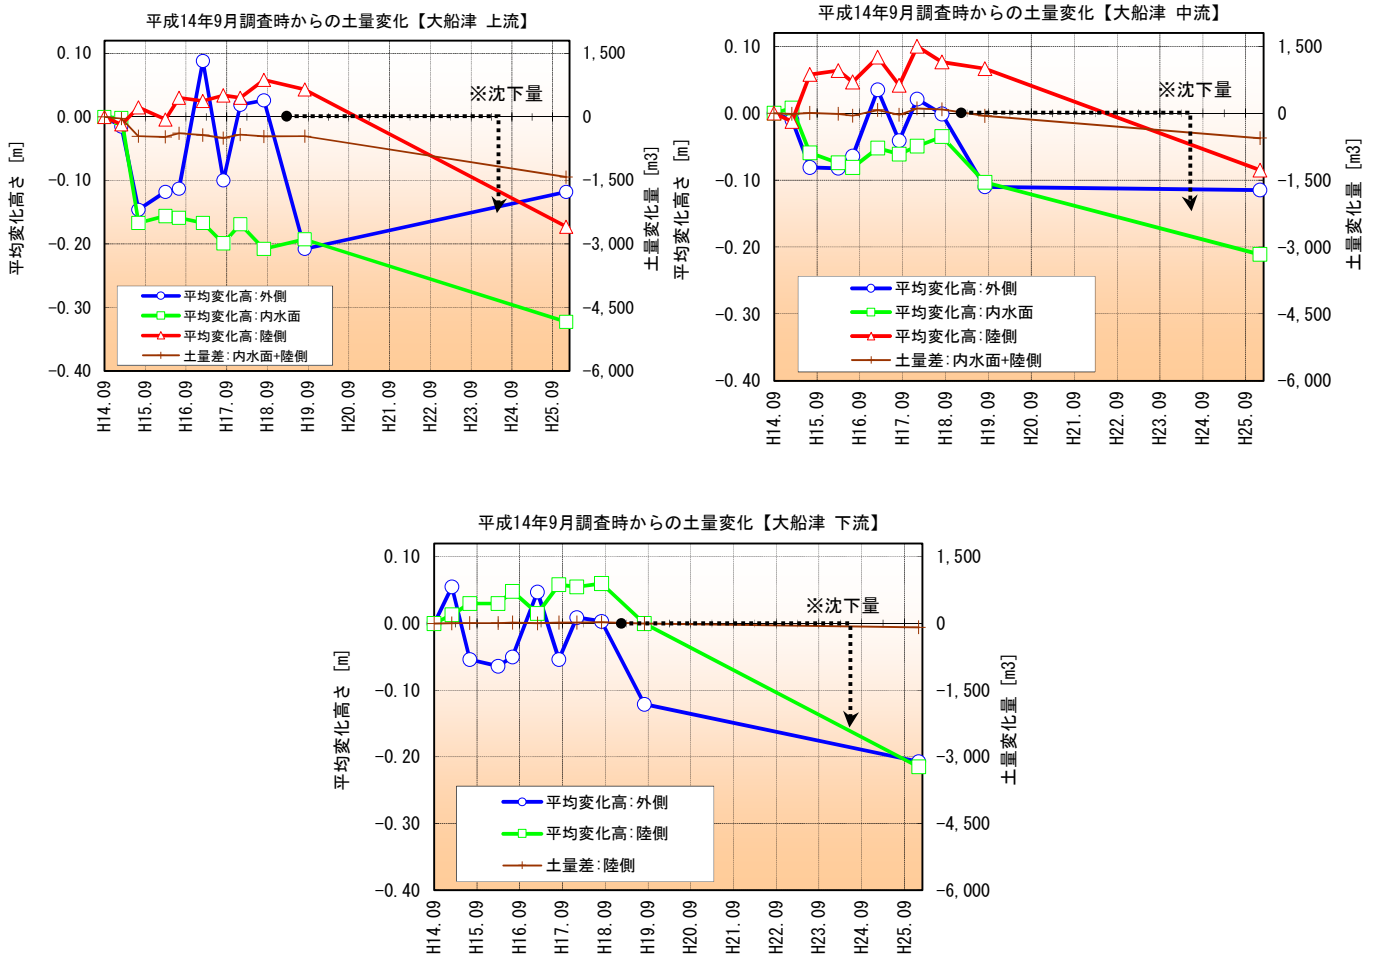 平成14年9月調査時からの土量変化【大船津 上流】
0.10
0.00
-0.10
-0.20
-0.30
-0.40
平均変化高さ [m]
1,500
0
-1,500
-3,000
-4,500
-6,000
土量変化量 [m3]
※沈下量
平均変化高:外側
平均変化高:内水面
平均変化高:陸側
土量差:内水面+陸側
H14.09
H15.09
H16.09
H17.09
H18.09
H19.09
H20.09
H21.09
H22.09
H23.09
H24.09
H25.09
平成14年9月調査時からの土量変化【大船津 中流】
0.10
0.00
-0.10
-0.20
-0.30
-0.40
平均変化高さ [m]
1,500
0
-1,500
-3,000
-4,500
-6,000
土量変化量 [m3]
※沈下量
平均変化高:外側
平均変化高:内水面
平均変化高:陸側
土量差:内水面+陸側
H14.09
H15.09
H16.09
H17.09
H18.09
H19.09
H20.09
H21.09
H22.09
H23.09
H24.09
H25.09
平成14年9月調査時からの土量変化【大船津 下流】
0.10
0.00
-0.10
-0.20
-0.30
-0.40
平均変化高さ [m]
1,500
0
-1,500
-3,000
-4,500
-6,000
土量変化量 [m3]
※沈下量
平均変化高:外側
平均変化高:陸側
土量差:陸側
H14.09
H15.09
H16.09
H17.09
H18.09
H19.09
H20.09
H21.09
H22.09
H23.09
H24.09
H25.09